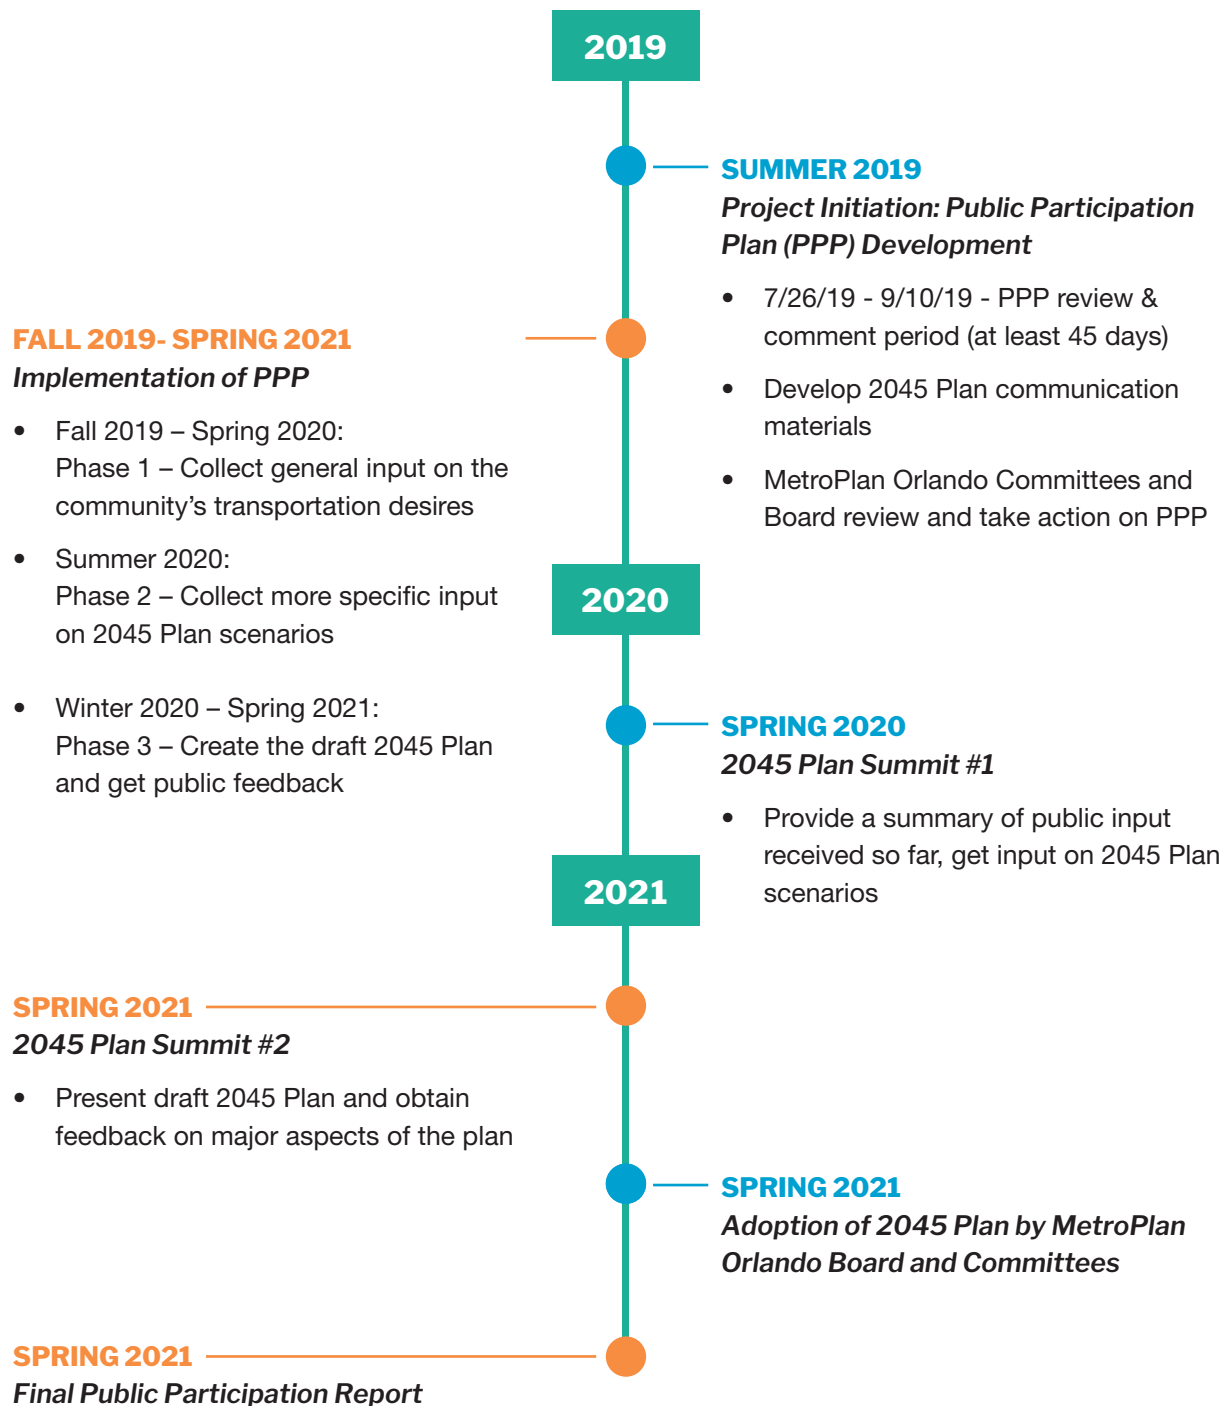 2019
SUMMER 2019
Project Initiation: Public Participation
Plan (PPP) Development
• 7/26/19 - 9/10/19 - PPP review &
comment period (at least 45 days)
• Develop 2045 Plan communication
materials
• MetroPlan Orlando Committees and
Board review and take action on PPP
FALL 2019- SPRING 2021
Implementation of PPP
• Fall 2019 – Spring 2020:
Phase 1 – Collect general input on the
community’s transportation desires
• Summer 2020:
Phase 2 – Collect more specific input
on 2045 Plan scenarios
• Winter 2020 – Spring 2021:
Phase 3 – Create the draft 2045 Plan
and get public feedback
2020
SPRING 2020
2045 Plan Summit #1
• Provide a summary of public input
received so far, get input on 2045 Plan
scenarios
2021
SPRING 2021
2045 Plan Summit #2
• Present draft 2045 Plan and obtain
feedback on major aspects of the plan
SPRING 2021
Adoption of 2045 Plan by MetroPlan
Orlando Board and Committees
SPRING 2021
Final Public Participation Report